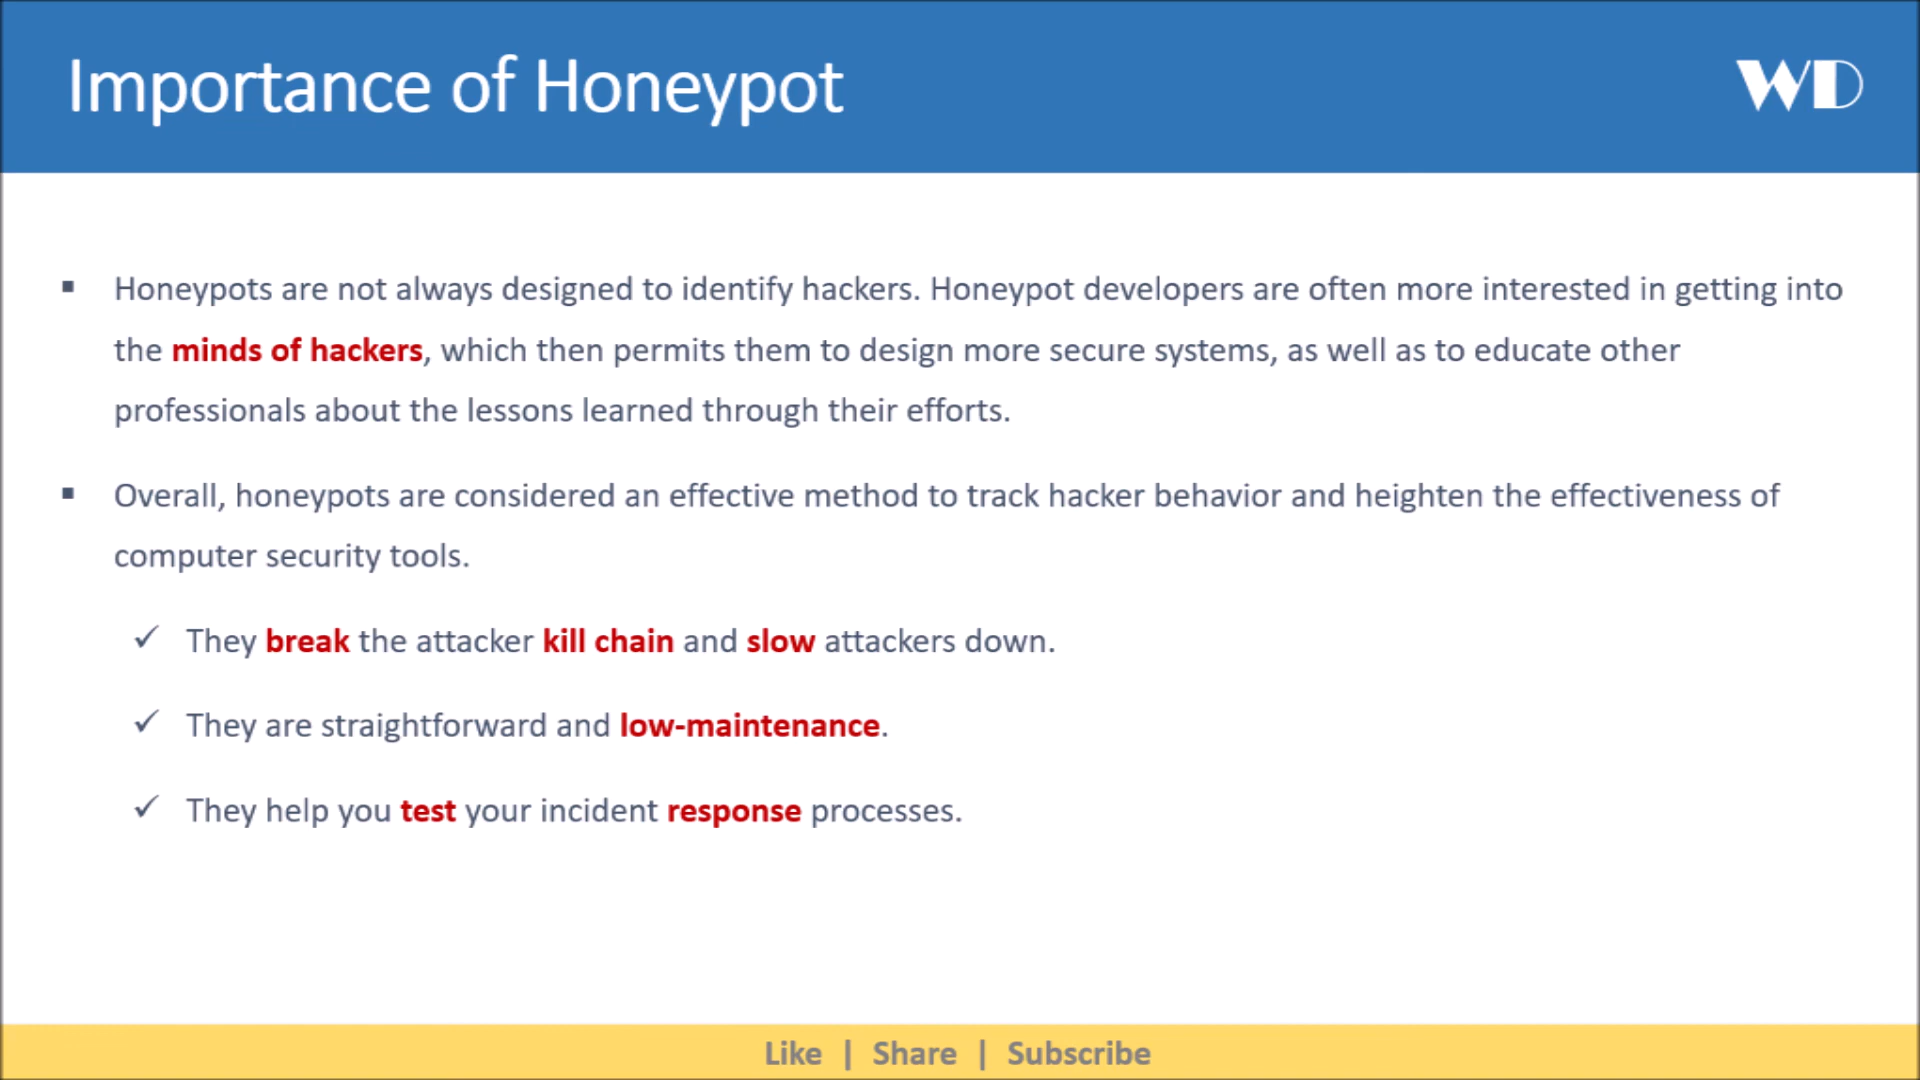 Importance of Honeypot
WD
▪ Honeypots are not always designed to identify hackers. Honeypot developers are often more interested in getting into
the minds of hackers, which then permits them to design more secure systems, as well as to educate other
professionals about the lessons learned through their efforts.
▪ Overall, honeypots are considered an effective method to track hacker behavior and heighten the effectiveness of
computer security tools.
✓ They break the attacker kill chain and slow attackers down.
✓ They are straightforward and low-maintenance.
✓ They help you test your incident response processes.
Like | Share | Subscribe